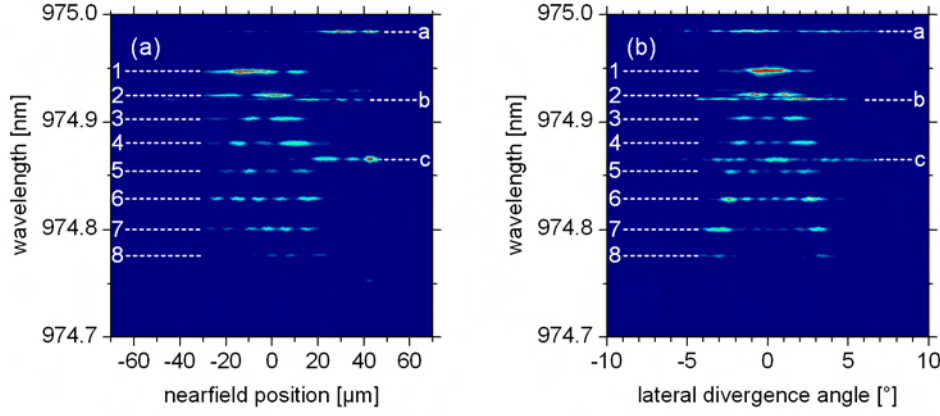 975.0
974.9
974.8
974.7
wavelength [nm]
(a)
1
2
3
4
5
6
7
8
a
b
c
-60 -40 -20 0 20 40 60
nearfield position [µm]
975.0
974.9
974.8
974.7
wavelength [nm]
(b)
1
2
3
4
5
6
7
8
a
b
c
-10 -5 0 5 10
lateral divergence angle [°]